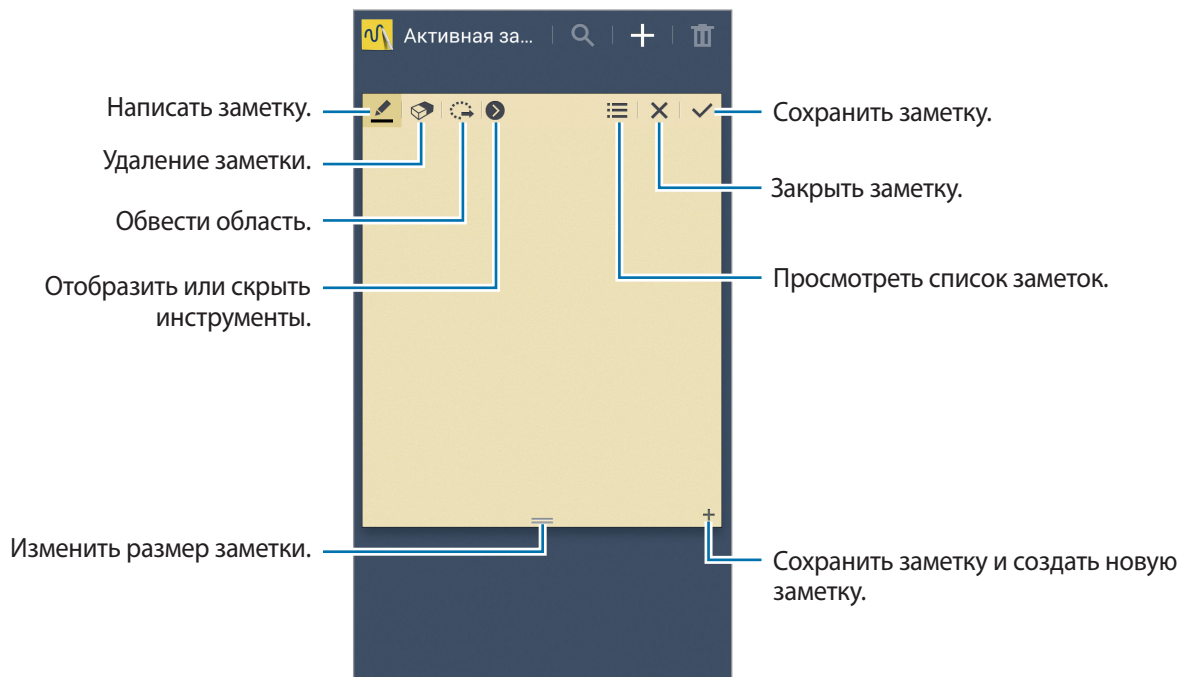 Активная за...
Написать заметку.
Удаление заметки.
Обвести область.
Отобразить или скрыть
инструменты.
Изменить размер заметки.
Сохранить заметку.
Закрыть заметку.
Просмотреть список заметок.
Сохранить заметку и создать новую
заметку.